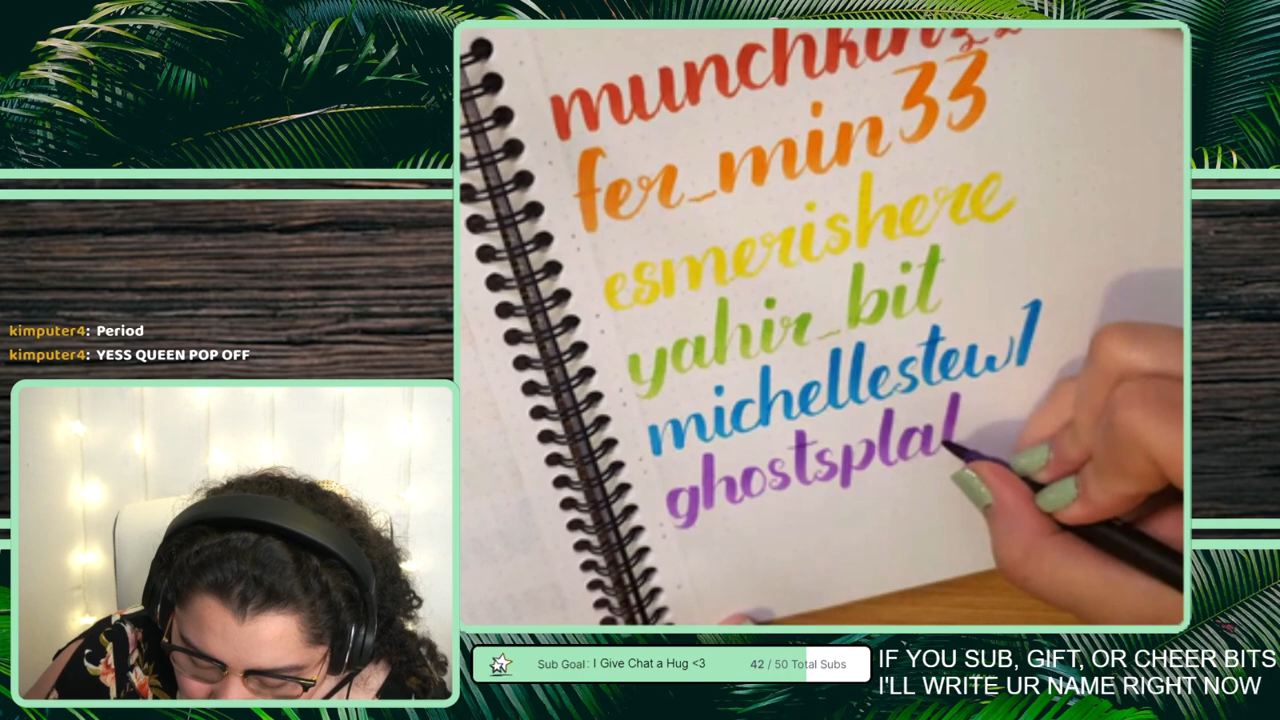 fer_min33
esmerishere
yahir_bit
michellestew1
kimputer4: Period
kimputer4: YESS QUEEN POP OFF
Sub Goal: I Give Chat a Hug <3 42 / 50 Total Subs
IF YOU SUB, GIFT, OR CHEER BITS
I'LL WRITE UR NAME RIGHT NOW